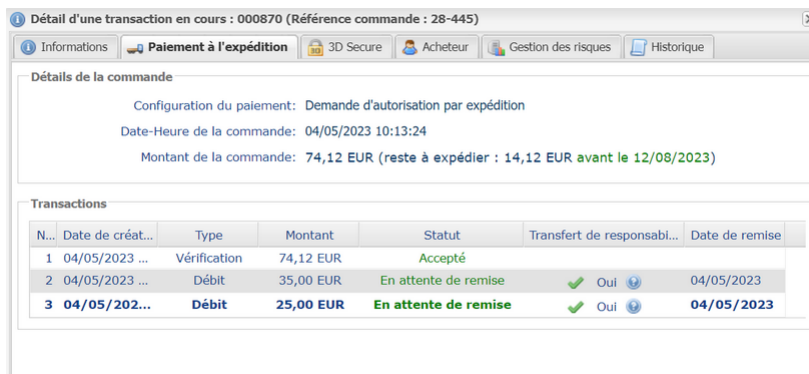 Détail d'une transaction en cours : 000870 (Référence commande : 28-445)
Informations Paiement à l'expédition 3D Secure Acheteur Gestion des risques Historique
Détails de la commande
Configuration du paiement: Demande d'autorisation par expédition
Date-Heure de la commande: 04/05/2023 10:13:24
Montant de la commande: 74,12 EUR (reste à expédier : 14,12 EUR avant le 12/08/2023)
Transactions
N... Date de créat... Type Montant Statut Transfert de responsabi... Date de remise
1 04/05/2023 ... Vérification 74,12 EUR Accepté
2 04/05/2023 ... Débit 35,00 EUR En attente de remise Oui 04/05/2023
3 04/05/202... Débit 25,00 EUR En attente de remise Oui 04/05/2023